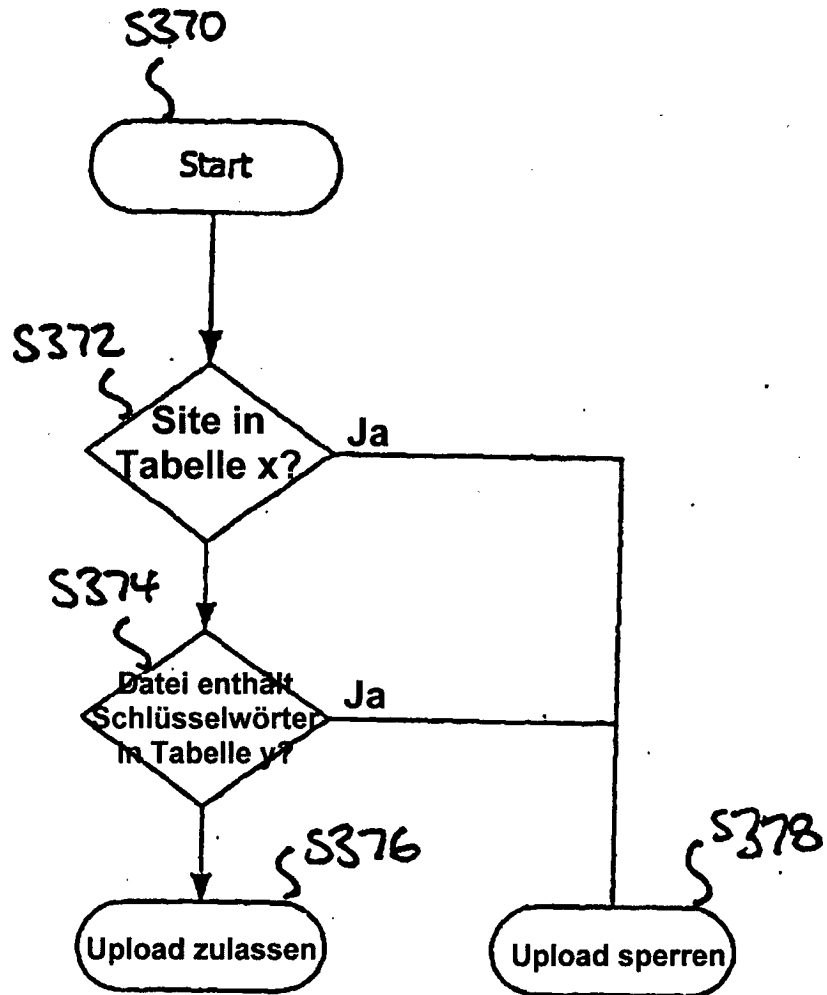 S370
Start
S372
Site in
Tabelle x?
Ja
S374
Datei enthält
Schlüsselwörter
in Tabelle y?
Ja
S376
Upload zulassen
S378
Upload sperren